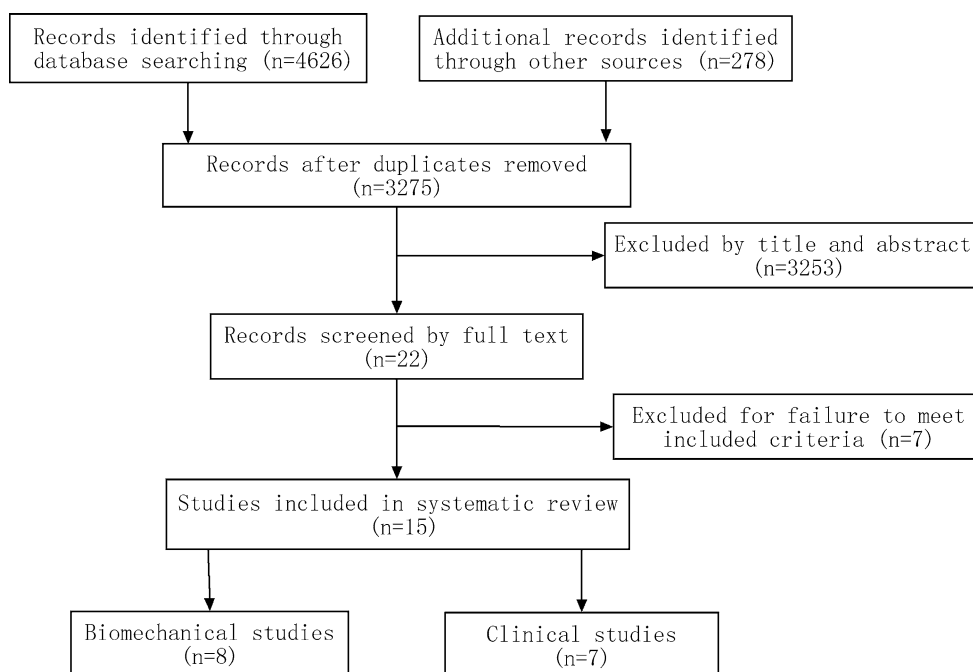 Records identified through
database searching (n=4626)
Additional records identified
through other sources (n=278)
Records after duplicates removed
(n=3275)
Excluded by title and abstract
(n=3253)
Records screened by full text
(n=22)
Excluded for failure to meet
included criteria (n=7)
Studies included in systematic review
(n=15)
Biomechanical studies
(n=8)
Clinical studies
(n=7)